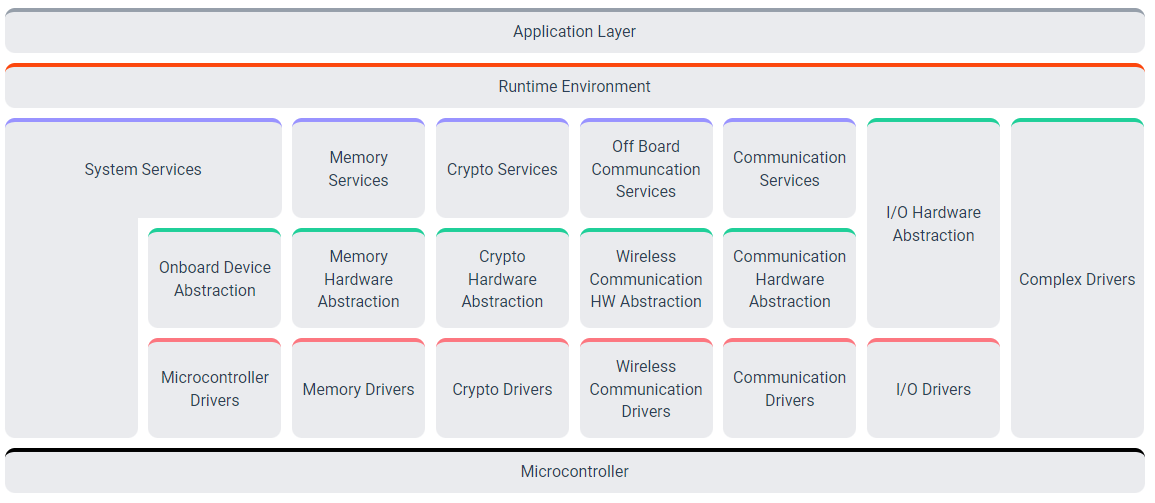 Application Layer
Runtime Environment
System Services
Memory
Services
Crypto Services
Off Board
Communcation
Services
Communication
Services
I/O Hardware
Abstraction
Complex Drivers
Onboard Device
Abstraction
Memory
Hardware
Abstraction
Crypto
Hardware
Abstraction
Wireless
Communication
HW Abstraction
Communication
Hardware
Abstraction
Microcontroller
Drivers
Memory Drivers
Crypto Drivers
Wireless
Communication
Drivers
Communication
Drivers
I/O Drivers
Microcontroller